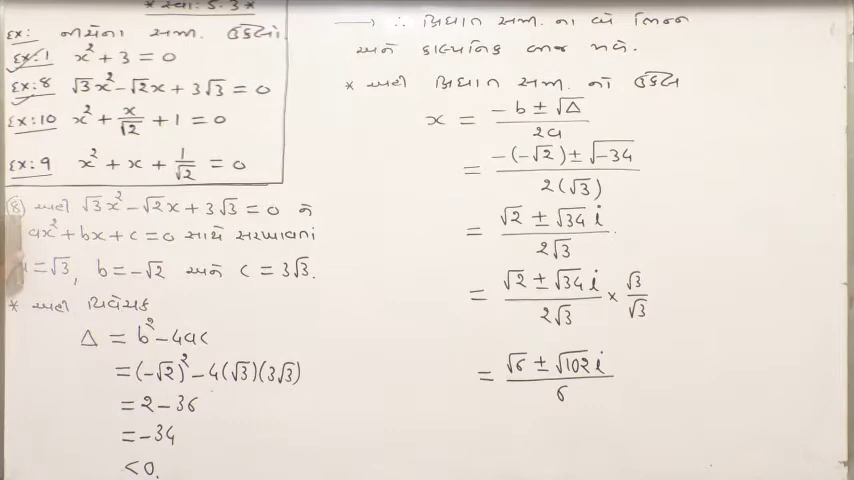 * સ્વા: 5.3 *
Ex: નીચેના સમી. ઉકેલો
Ex:1 x² + 3 = 0
Ex:8 √3x² - √2x + 3√3 = 0
Ex:10 x² + x/√2 + 1 = 0
Ex:9 x² + x + 1/√2 = 0
(8) અહીં √3x² - √2x + 3√3 = 0 ને
ax² + bx + c = 0 સાથે સરખાવતાં
a = √3, b = -√2 અને c = 3√3.
* અહીં વિવેચક
Δ = b² - 4ac
= (-√2)² - 4(√3)(3√3)
= 2 - 36
= -34
< 0.
→ ∴ દ્વિઘાત સમી. ના બે ભિન્ન
અને કાલ્પનિક બીજ મળે.
* અહીં દ્વિઘાત સમી. નો ઉકેલ
x = (-b ± √Δ)/2a
= (-(-√2) ± √-34)/2(√3)
= (√2 ± √34 i)/2√3
= (√2 ± √34 i)/2√3 × √3/√3
= (√6 ± √102 i)/6